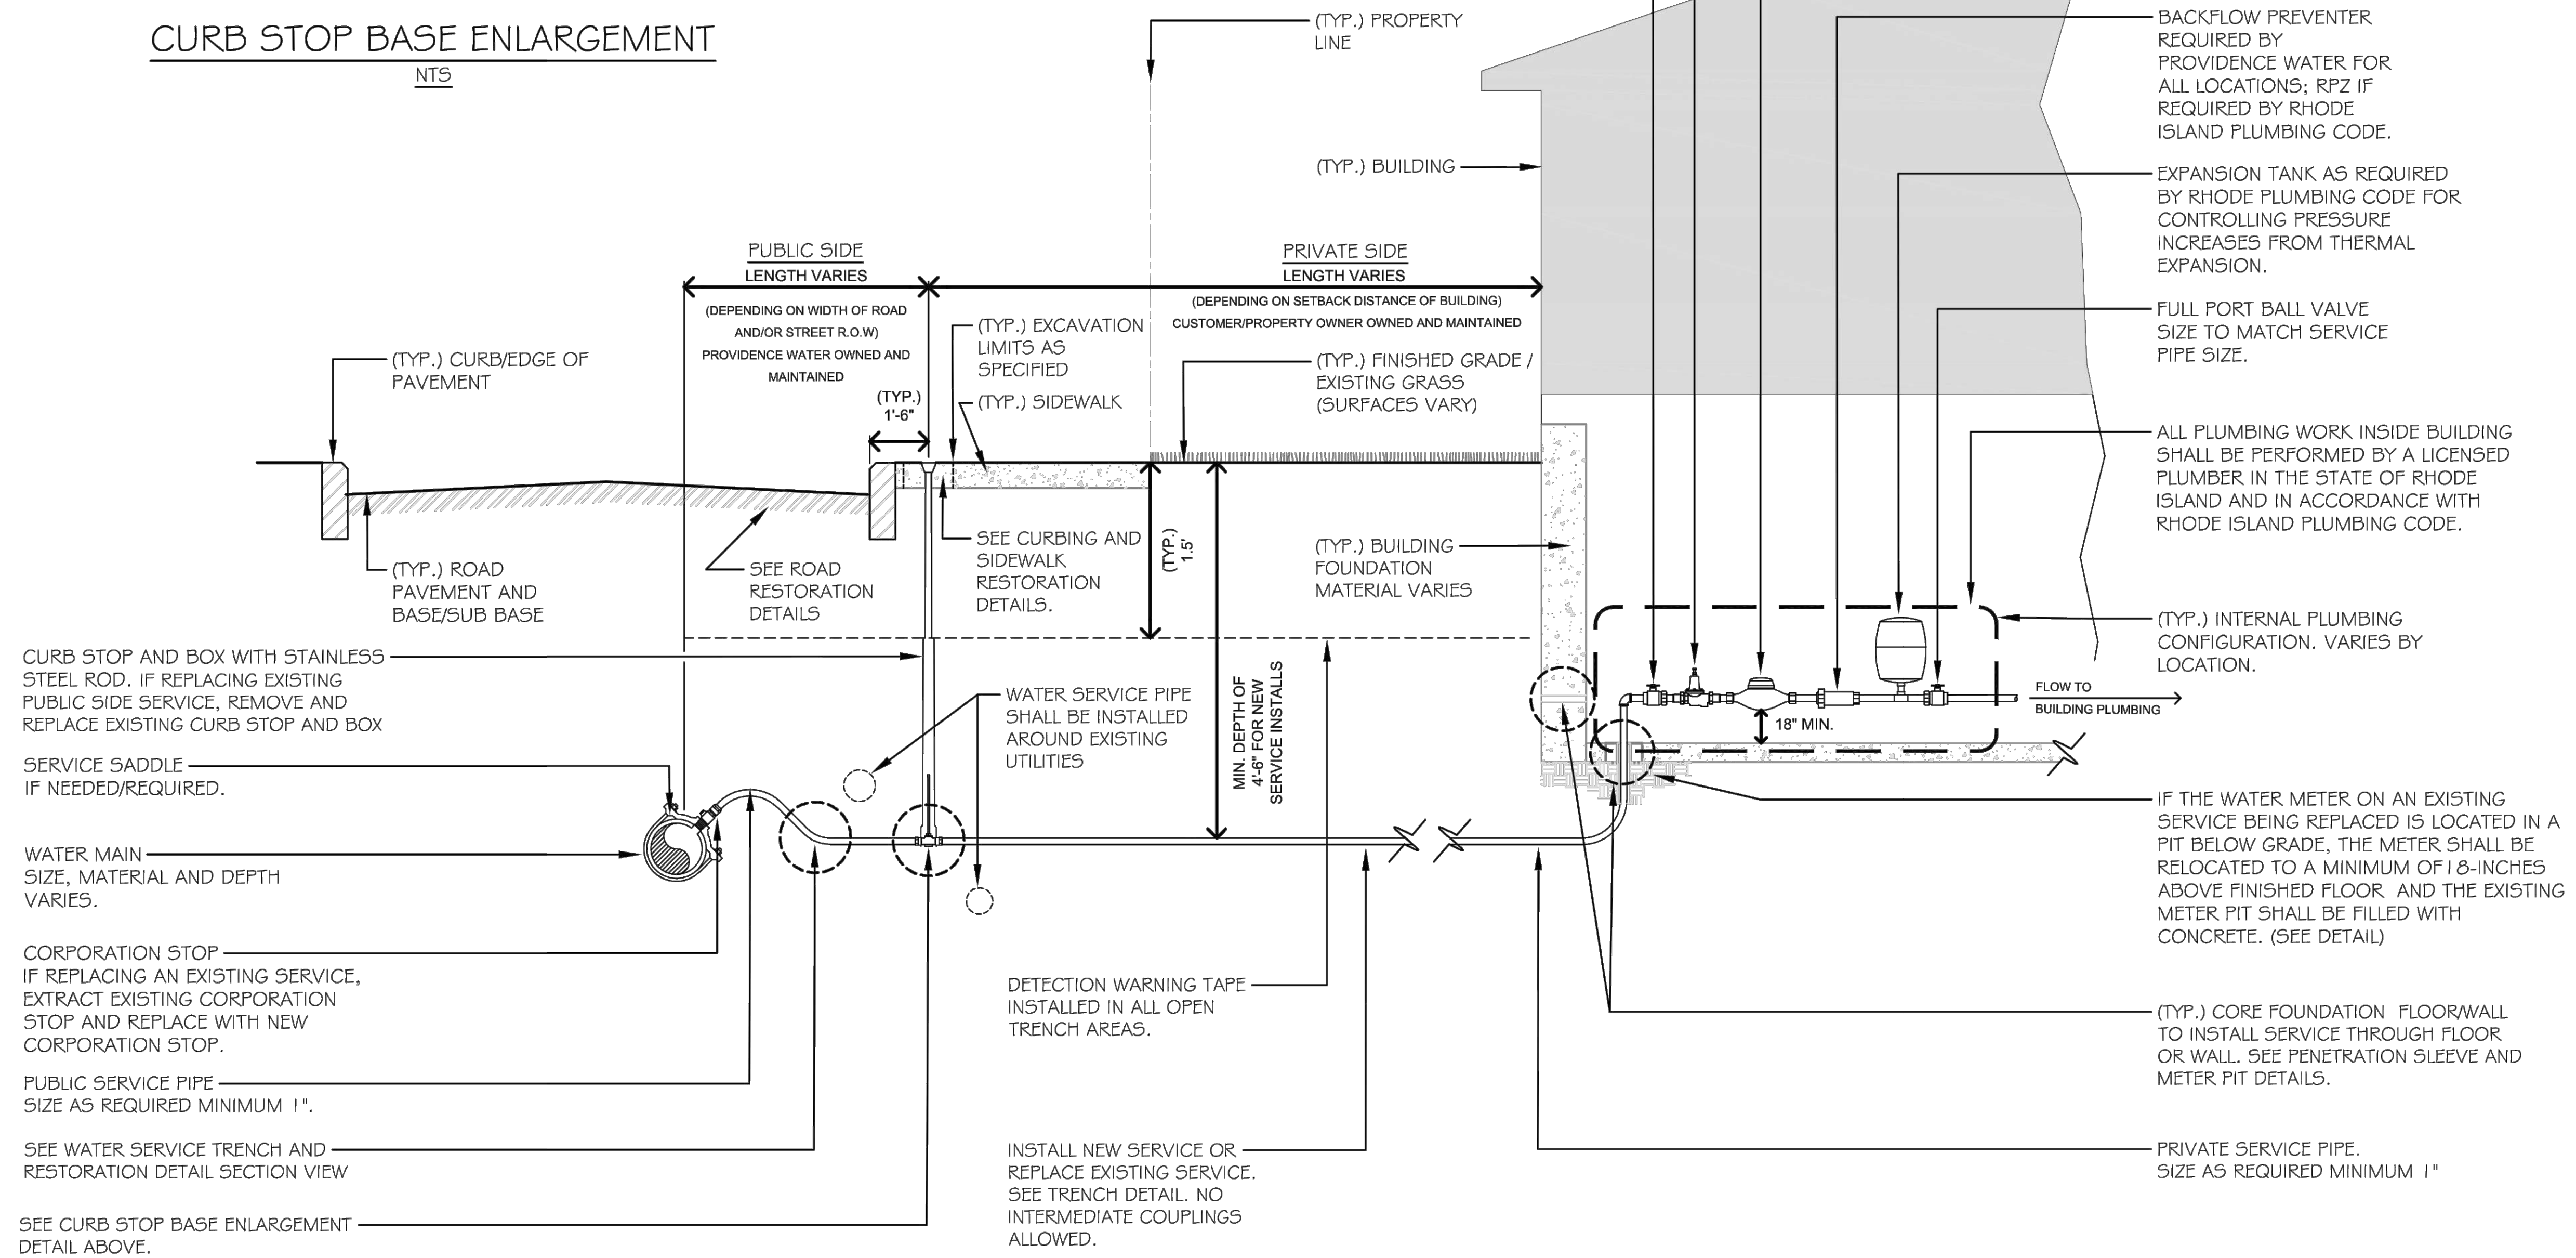 CURB STOP BASE ENLARGEMENT
NTS
(TYP.) PROPERTY
LINE
(TYP.) BUILDING
BACKFLOW PREVENTER
REQUIRED BY
PROVIDENCE WATER FOR
ALL LOCATIONS; RPZ IF
REQUIRED BY RHODE
ISLAND PLUMBING CODE.
EXPANSION TANK AS REQUIRED
BY RHODE PLUMBING CODE FOR
CONTROLLING PRESSURE
INCREASES FROM THERMAL
EXPANSION.
FULL PORT BALL VALVE
SIZE TO MATCH SERVICE
PIPE SIZE.
ALL PLUMBING WORK INSIDE BUILDING
SHALL BE PERFORMED BY A LICENSED
PLUMBER IN THE STATE OF RHODE
ISLAND AND IN ACCORDANCE WITH
RHODE ISLAND PLUMBING CODE.
(TYP.) INTERNAL PLUMBING
CONFIGURATION. VARIES BY
LOCATION.
PUBLIC SIDE
LENGTH VARIES
(DEPENDING ON WIDTH OF ROAD
AND/OR STREET R.O.W)
PROVIDENCE WATER OWNED AND
MAINTAINED
PRIVATE SIDE
LENGTH VARIES
(DEPENDING ON SETBACK DISTANCE OF BUILDING)
CUSTOMER/PROPERTY OWNER OWNED AND MAINTAINED
(TYP.) CURB/EDGE OF
PAVEMENT
(TYP.)
1'-6"
(TYP.) EXCAVATION
LIMITS AS
SPECIFIED
(TYP.) SIDEWALK
(TYP.) FINISHED GRADE /
EXISTING GRASS
(SURFACES VARY)
(TYP.) ROAD
PAVEMENT AND
BASE/SUB BASE
SEE ROAD
RESTORATION
DETAILS
SEE CURBING AND
SIDEWALK
RESTORATION
DETAILS.
(TYP.)
1.5'
(TYP.) BUILDING
FOUNDATION
MATERIAL VARIES
CURB STOP AND BOX WITH STAINLESS
STEEL ROD. IF REPLACING EXISTING
PUBLIC SIDE SERVICE, REMOVE AND
REPLACE EXISTING CURB STOP AND BOX
WATER SERVICE PIPE
SHALL BE INSTALLED
AROUND EXISTING
UTILITIES
MIN. DEPTH OF
4'-6" FOR NEW
SERVICE INSTALLS
18" MIN.
FLOW TO
BUILDING PLUMBING
SERVICE SADDLE
IF NEEDED/REQUIRED.
WATER MAIN
SIZE, MATERIAL AND DEPTH
VARIES.
CORPORATION STOP
IF REPLACING AN EXISTING SERVICE,
EXTRACT EXISTING CORPORATION
STOP AND REPLACE WITH NEW
CORPORATION STOP.
PUBLIC SERVICE PIPE
SIZE AS REQUIRED MINIMUM 1".
SEE WATER SERVICE TRENCH AND
RESTORATION DETAIL SECTION VIEW
SEE CURB STOP BASE ENLARGEMENT
DETAIL ABOVE.
DETECTION WARNING TAPE
INSTALLED IN ALL OPEN
TRENCH AREAS.
INSTALL NEW SERVICE OR
REPLACE EXISTING SERVICE.
SEE TRENCH DETAIL. NO
INTERMEDIATE COUPLINGS
ALLOWED.
IF THE WATER METER ON AN EXISTING
SERVICE BEING REPLACED IS LOCATED IN A
PIT BELOW GRADE, THE METER SHALL BE
RELOCATED TO A MINIMUM OF18-INCHES
ABOVE FINISHED FLOOR AND THE EXISTING
METER PIT SHALL BE FILLED WITH
CONCRETE. (SEE DETAIL)
(TYP.) CORE FOUNDATION FLOOR/WALL
TO INSTALL SERVICE THROUGH FLOOR
OR WALL. SEE PENETRATION SLEEVE AND
METER PIT DETAILS.
PRIVATE SERVICE PIPE.
SIZE AS REQUIRED MINIMUM 1"